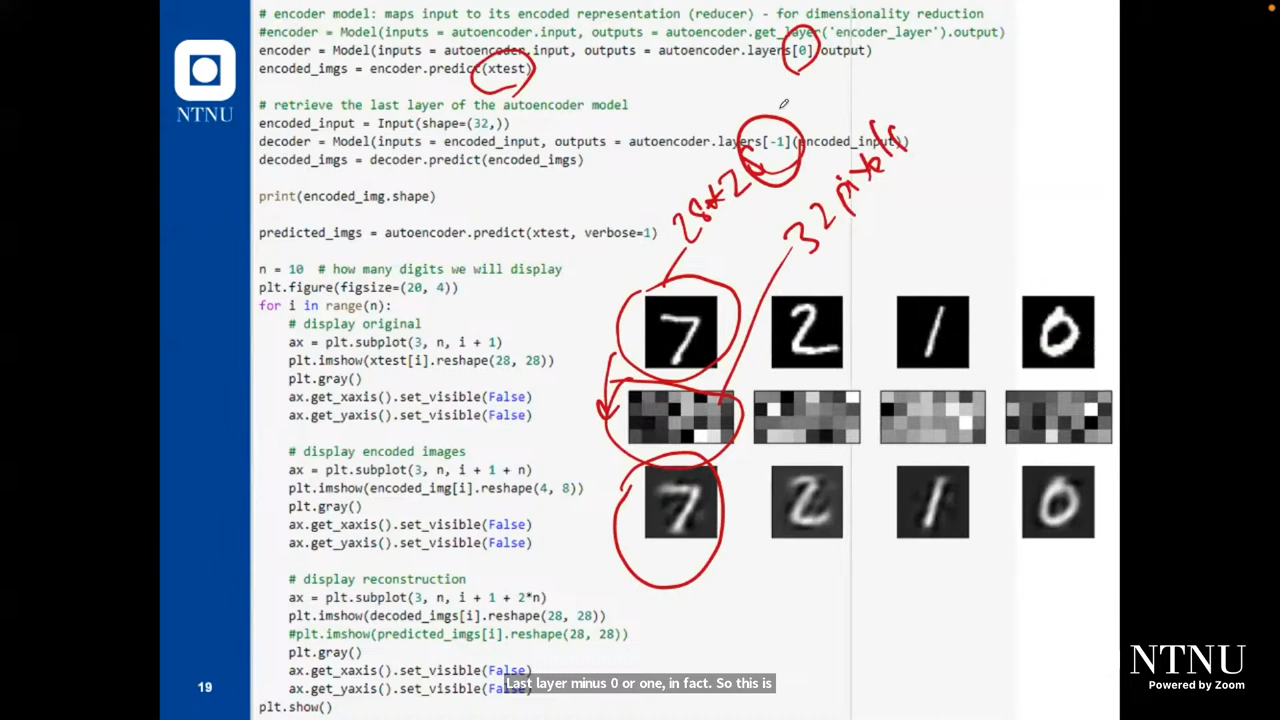 # encoder model: maps input to its encoded representation (reducer) - for dimensionality reduction
#encoder = Model(inputs = autoencoder.input, outputs = autoencoder.get_layer('encoder_layer').output)
encoder = Model(inputs = autoencoder.input, outputs = autoencoder.layers[0].output)
encoded_imgs = encoder.predict(xtest)
# retrieve the last layer of the autoencoder model
encoded_input = Input(shape=(32,))
decoder = Model(inputs = encoded_input, outputs = autoencoder.layers[-1](encoded_input))
decoded_imgs = decoder.predict(encoded_imgs)
print(encoded_img.shape)
predicted_imgs = autoencoder.predict(xtest, verbose=1)
n = 10 # how many digits we will display
plt.figure(figsize=(20, 4))
for i in range(n):
# display original
ax = plt.subplot(3, n, i + 1)
plt.imshow(xtest[i].reshape(28, 28))
plt.gray()
ax.get_xaxis().set_visible(False)
ax.get_yaxis().set_visible(False)
# display encoded images
ax = plt.subplot(3, n, i + 1 + n)
plt.imshow(encoded_img[i].reshape(4, 8))
plt.gray()
ax.get_xaxis().set_visible(False)
ax.get_yaxis().set_visible(False)
# display reconstruction
ax = plt.subplot(3, n, i + 1 + 2*n)
plt.imshow(decoded_imgs[i].reshape(28, 28))
#plt.imshow(predicted_imgs[i].reshape(28, 28))
plt.gray()
ax.get_xaxis().set_visible(False)
ax.get_yaxis().set_visible(False)
plt.show()
NTNU
19
28*28
32 pixels
7 2 1 0
7 2 1 0
Last layer minus 0 or one, in fact. So this is
NTNU
Powered by Zoom